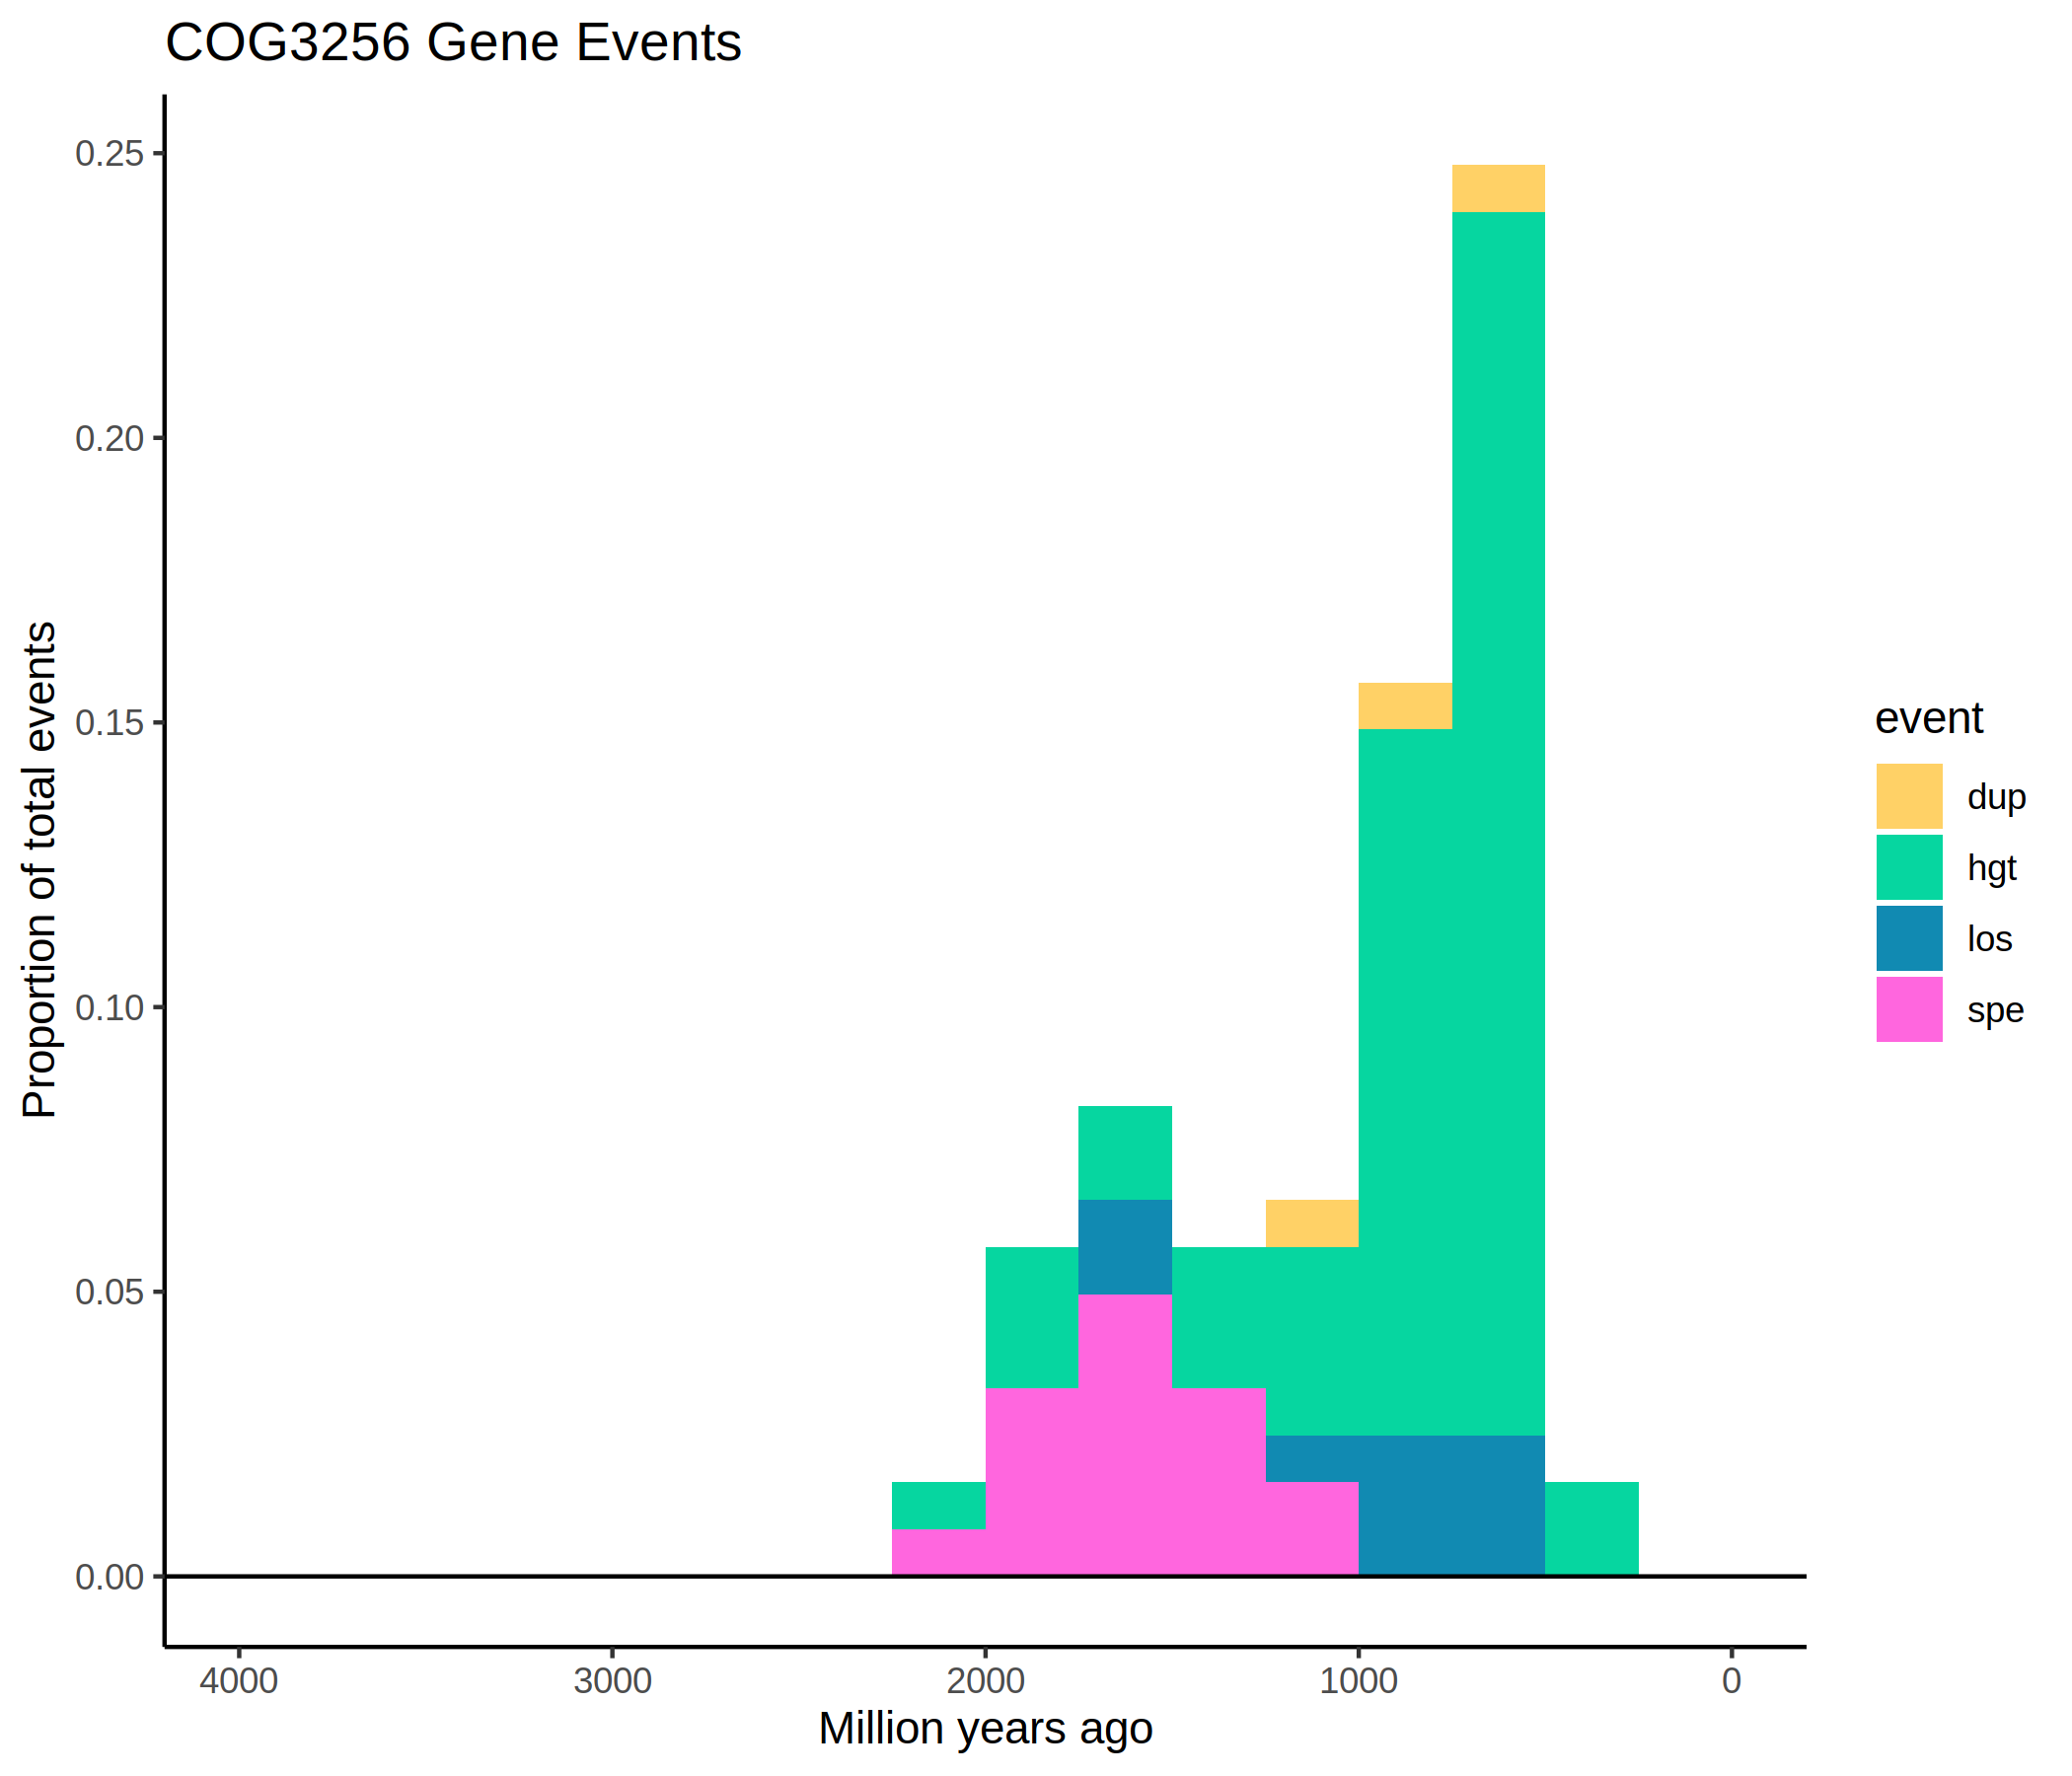 COG3256 Gene Events
0.25
0.20
0.15
0.10
0.05
0.00
Proportion of total events
4000 3000 2000 1000 0
Million years ago
event
dup
hgt
los
spe